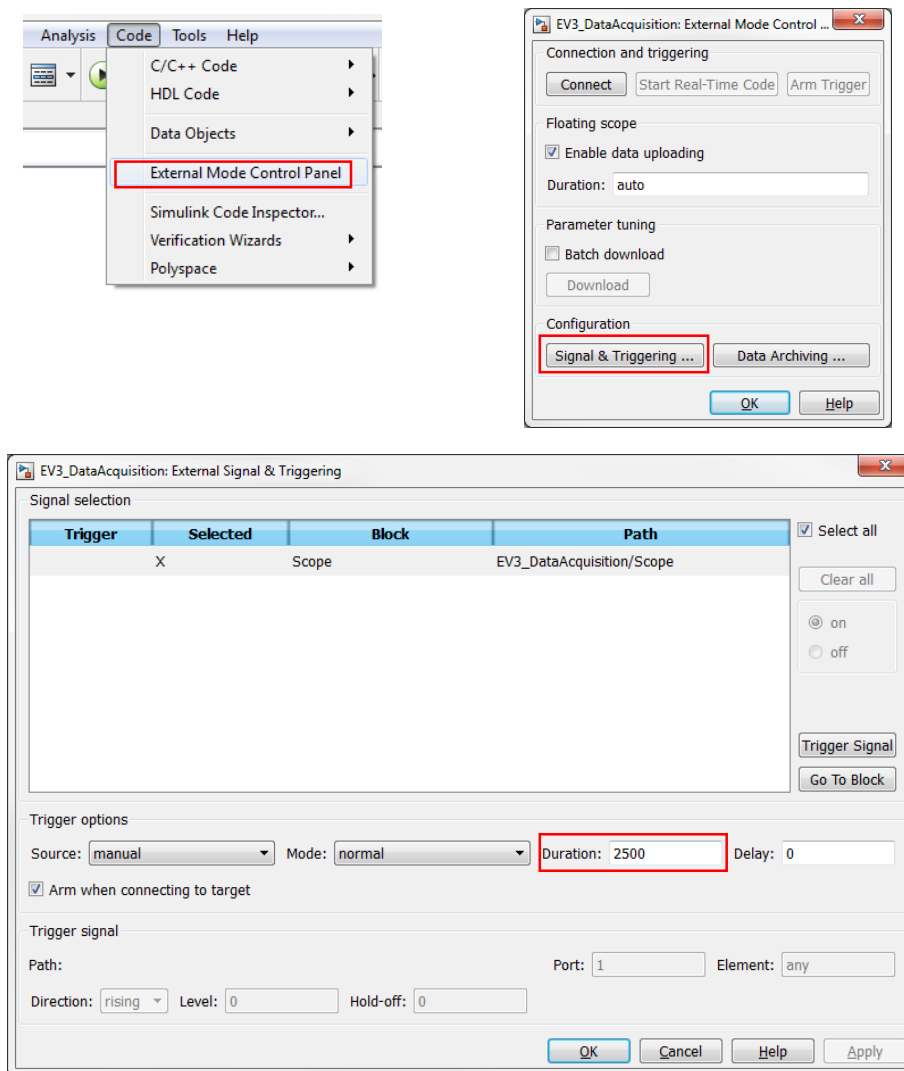 Analysis Code Tools Help
C/C++ Code
HDL Code
Data Objects
External Mode Control Panel
Simulink Code Inspector...
Verification Wizards
Polyspace
EV3_DataAcquisition: External Mode Control ...
Connection and triggering
Connect Start Real-Time Code Arm Trigger
Floating scope
Enable data uploading
Duration: auto
Parameter tuning
Batch download
Download
Configuration
Signal & Triggering ... Data Archiving ...
OK Help
EV3_DataAcquisition: External Signal & Triggering
Signal selection
Trigger Selected Block Path
X Scope EV3_DataAcquisition/Scope
Select all
Clear all
on
off
Trigger Signal
Go To Block
Trigger options
Source: manual Mode: normal Duration: 2500 Delay: 0
Arm when connecting to target
Trigger signal
Path: Port: 1 Element: any
Direction: rising Level: 0 Hold-off: 0
OK Cancel Help Apply